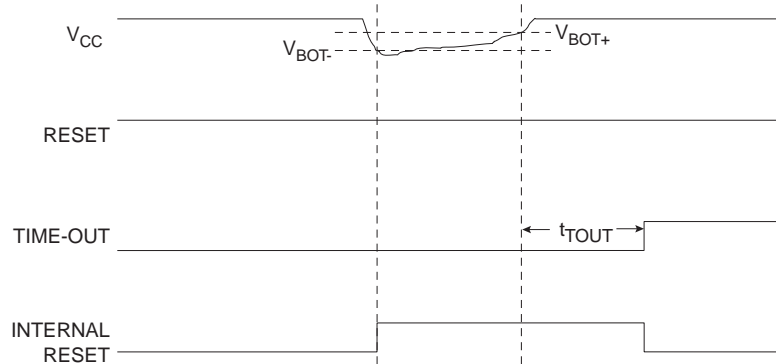 VCC
VBOT-
VBOT+
RESET
TIME-OUT
tTOUT
INTERNAL
RESET